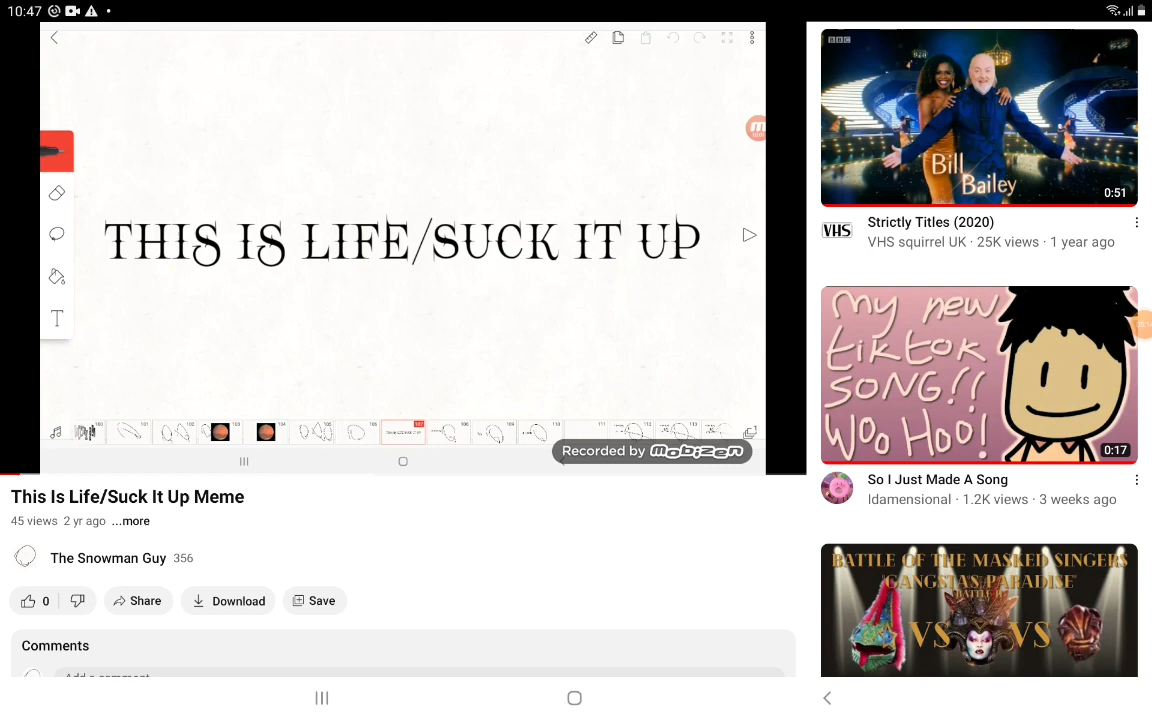 10:47
THIS IS LIFE/SUCK IT UP
T
Recorded by mobizen
This Is Life/Suck It Up Meme
45 views 2 yr ago ...more
The Snowman Guy 356
0
Share
Download
Save
Comments
Add a comment
BBC
Bill
Bailey
0:51
VHS
Strictly Titles (2020)
VHS squirrel UK · 25K views · 1 year ago
my new
tiktok
SONG!!
Woo Hoo!
0:17
So I Just Made A Song
Idamensional · 1.2K views · 3 weeks ago
BATTLE OF THE MASKED SINGERS
"GANGSTAS PARADISE"
VS VS